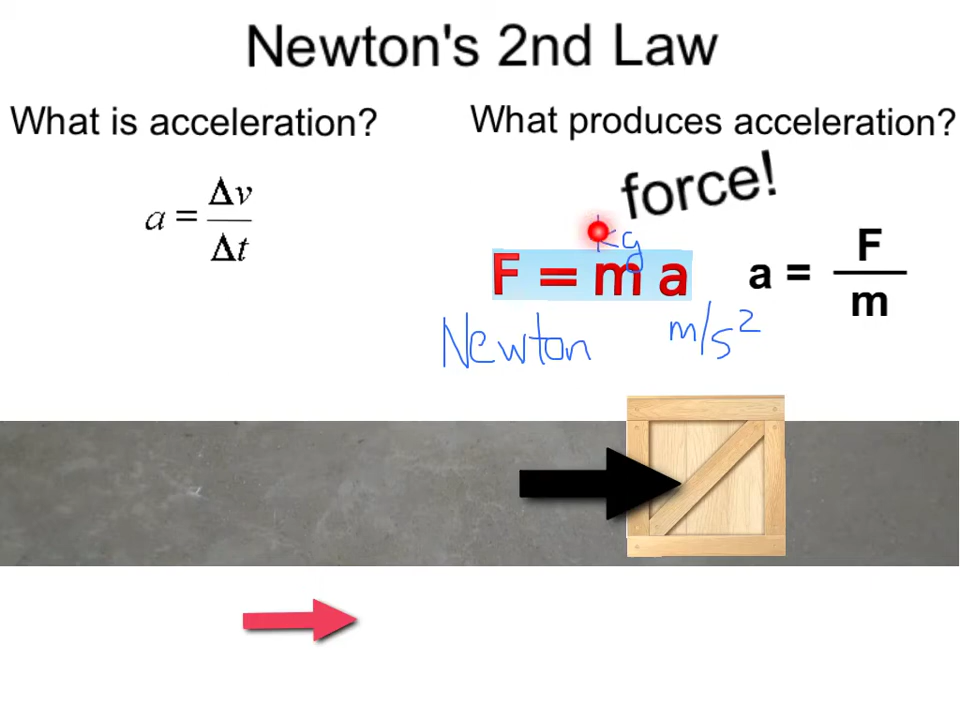 Newton's 2nd Law
What is acceleration?
What produces acceleration?
force!
a = Δv
Δt
kg
F = m a
a = F
m
Newton
m/s²